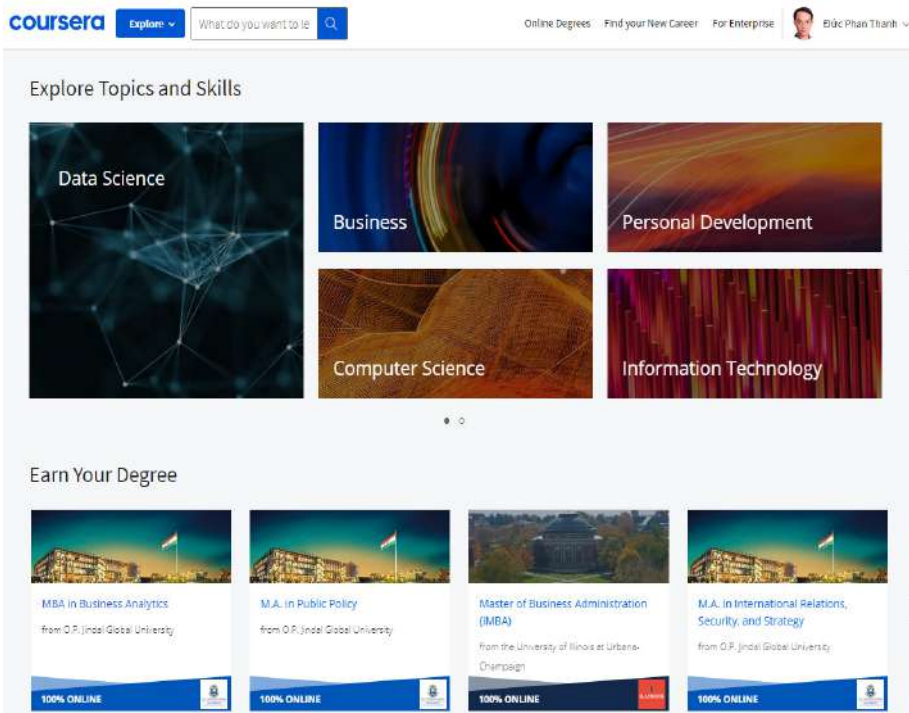 coursera
Explore
What do you want to le
Online Degrees Find your New Career For Enterprise Đức Phan Thanh
Explore Topics and Skills
Data Science
Business
Personal Development
Computer Science
Information Technology
Earn Your Degree
MBA in Business Analytics
from O.P. Jindal Global University
100% ONLINE
M.A. in Public Policy
from O.P. Jindal Global University
100% ONLINE
Master of Business Administration
(iMBA)
from the University of Illinois at Urbana-
Champaign
100% ONLINE
ILLINOIS
M.A. in International Relations,
Security, and Strategy
from O.P. Jindal Global University
100% ONLINE